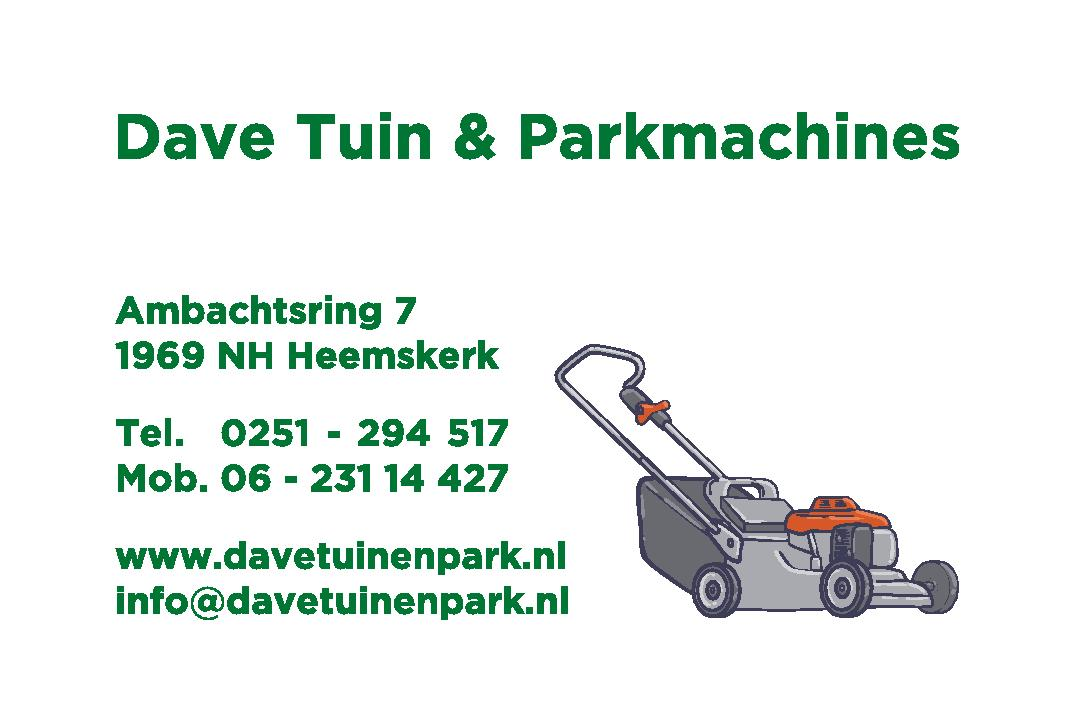 Dave Tuin & Parkmachines
Ambachtsring 7
1969 NH Heemskerk
Tel. 0251 - 294 517
Mob. 06 - 231 14 427
www.davetuinenpark.nl
info@davetuinenpark.nl